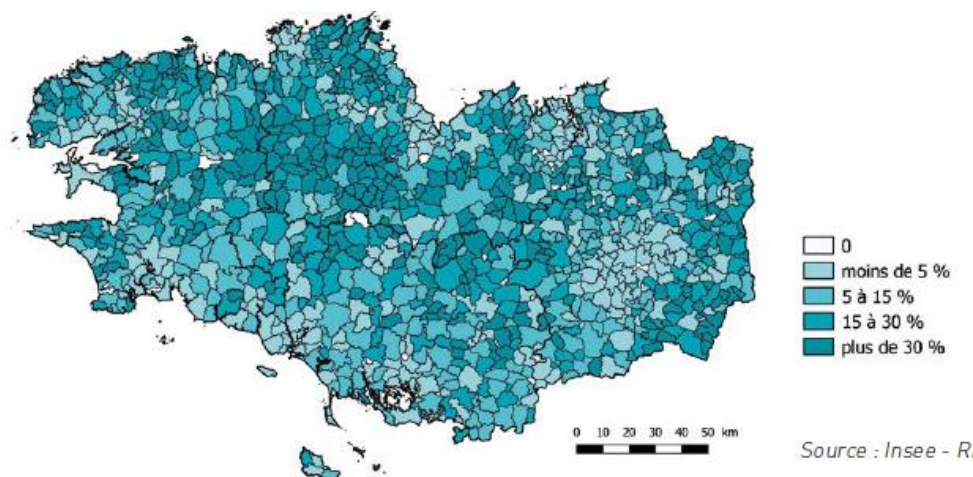 0
moins de 5 %
5 à 15 %
15 à 30 %
plus de 30 %
0 10 20 30 40 50 km
Source : Insee - R